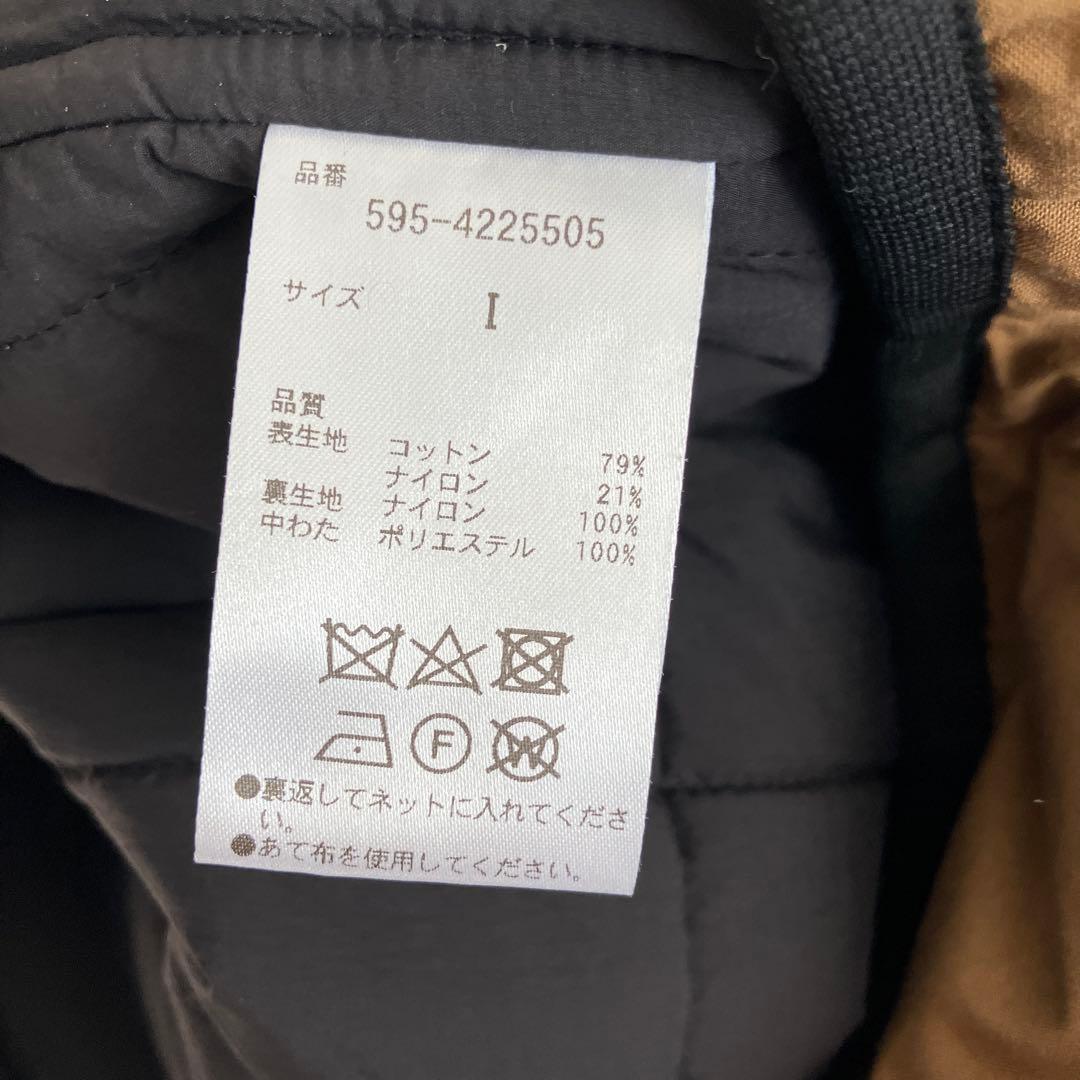 品番
595-4225505
サイズ I
品質
表生地 コットン 79%
ナイロン 21%
裏生地 ナイロン 100%
中わた ポリエステル 100%
F W
●裏返してネットに入れてくださ
い。
●あて布を使用してください。